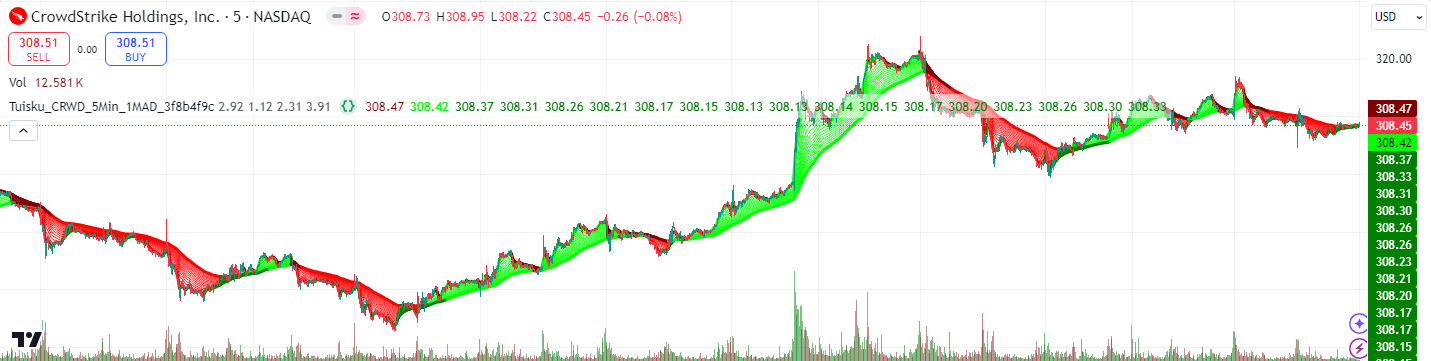 CrowdStrike Holdings, Inc. · 5 · NASDAQ O308.73 H308.95 L308.22 C308.45 −0.26 (−0.08%)
USD
308.51 SELL
0.00
308.51 BUY
320.00
Vol 12.581 K
Tuisku_CRWD_5Min_1MAD_3f8b4f9c 2.92 1.12 2.31 3.91 {} 308.47 308.42 308.37 308.31 308.26 308.21 308.17 308.15 308.13 308.13 308.14 308.15 308.17 308.20 308.23 308.26 308.30 308.33
308.47
308.45
308.42
308.37
308.33
308.31
308.30
308.26
308.26
308.23
308.21
308.20
308.17
308.17
308.15